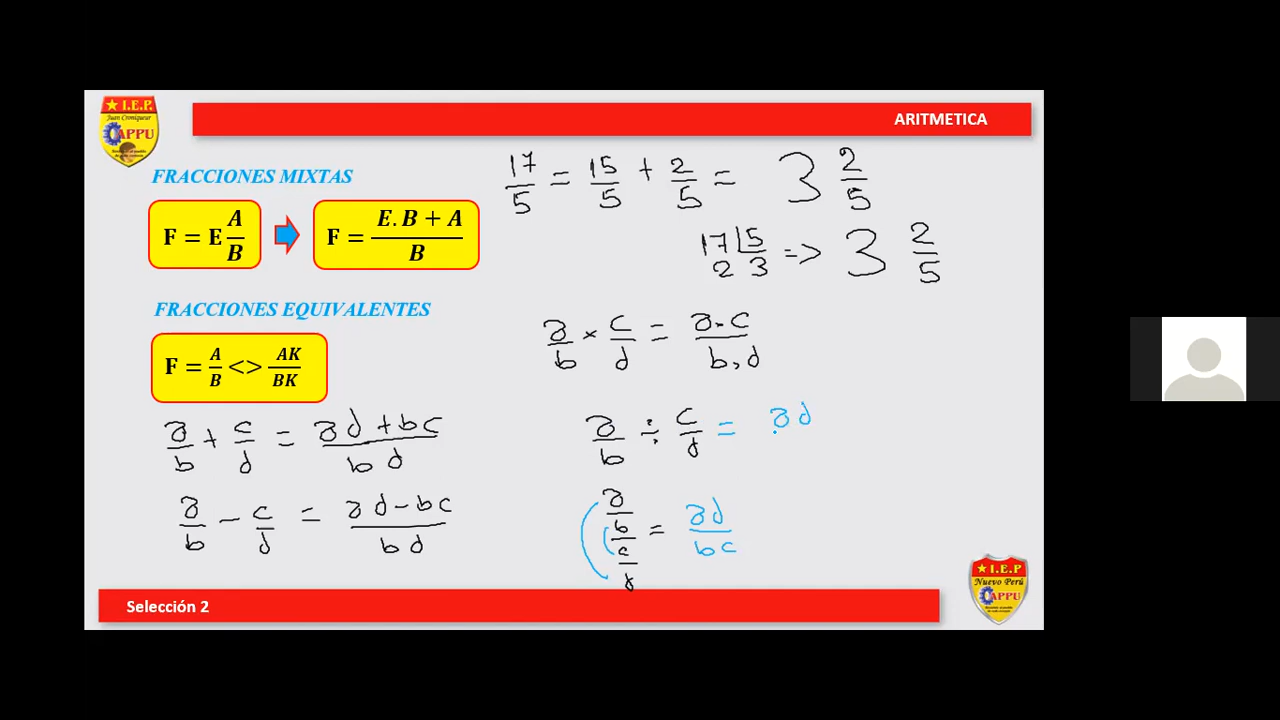 I.E.P.
Juan Croniqueur
APPU
ARITMETICA
FRACCIONES MIXTAS
F = E A/B
F = E.B + A / B
17/5 = 15/5 + 2/5 = 3 2/5
17 | 5 => 3 2/5
2 3
FRACCIONES EQUIVALENTES
F = A/B <> AK/BK
a/b × c/d = a.c / b.d
a/b + c/d = ad+bc / bd
a/b ÷ c/d = ad
a/b − c/d = ad−bc / bd
a/b / c/d = ad / bc
Selección 2
I.E.P
Nuevo Perú
APPU